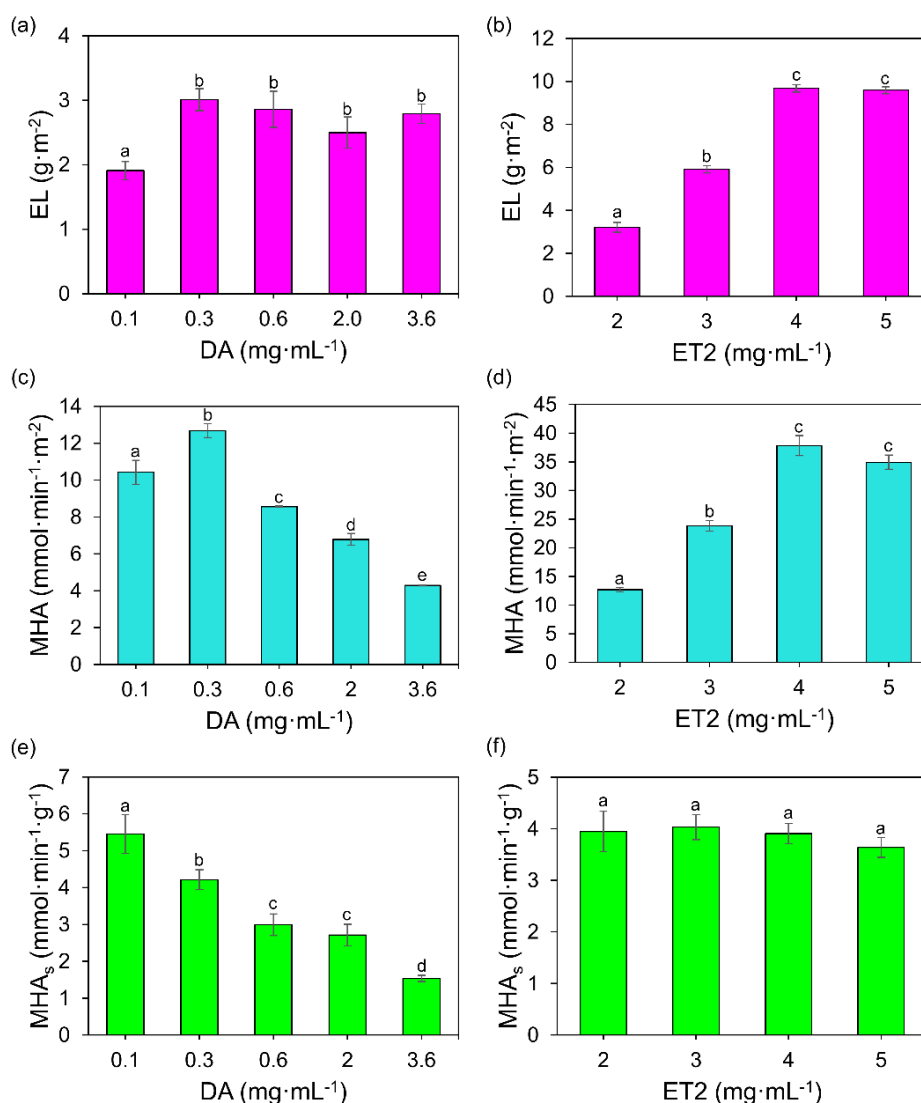 (a)
EL (g·m⁻²)
4
3
2
1
0
a
b
b
b
b
0.1 0.3 0.6 2.0 3.6
DA (mg·mL⁻¹)
(b)
EL (g·m⁻²)
12
10
8
6
4
2
0
a
b
c
c
2 3 4 5
ET2 (mg·mL⁻¹)
(c)
MHA (mmol·min⁻¹·m⁻²)
14
12
10
8
6
4
2
0
a
b
c
d
e
0.1 0.3 0.6 2 3.6
DA (mg·mL⁻¹)
(d)
MHA (mmol·min⁻¹·m⁻²)
45
40
35
30
25
20
15
10
5
0
a
b
c
c
2 3 4 5
ET2 (mg·mL⁻¹)
(e)
MHAₛ (mmol·min⁻¹·g⁻¹)
7
6
5
4
3
2
1
0
a
b
c
c
d
0.1 0.3 0.6 2 3.6
DA (mg·mL⁻¹)
(f)
MHAₛ (mmol·min⁻¹·g⁻¹)
5
4
3
2
1
0
a
a
a
a
2 3 4 5
ET2 (mg·mL⁻¹)